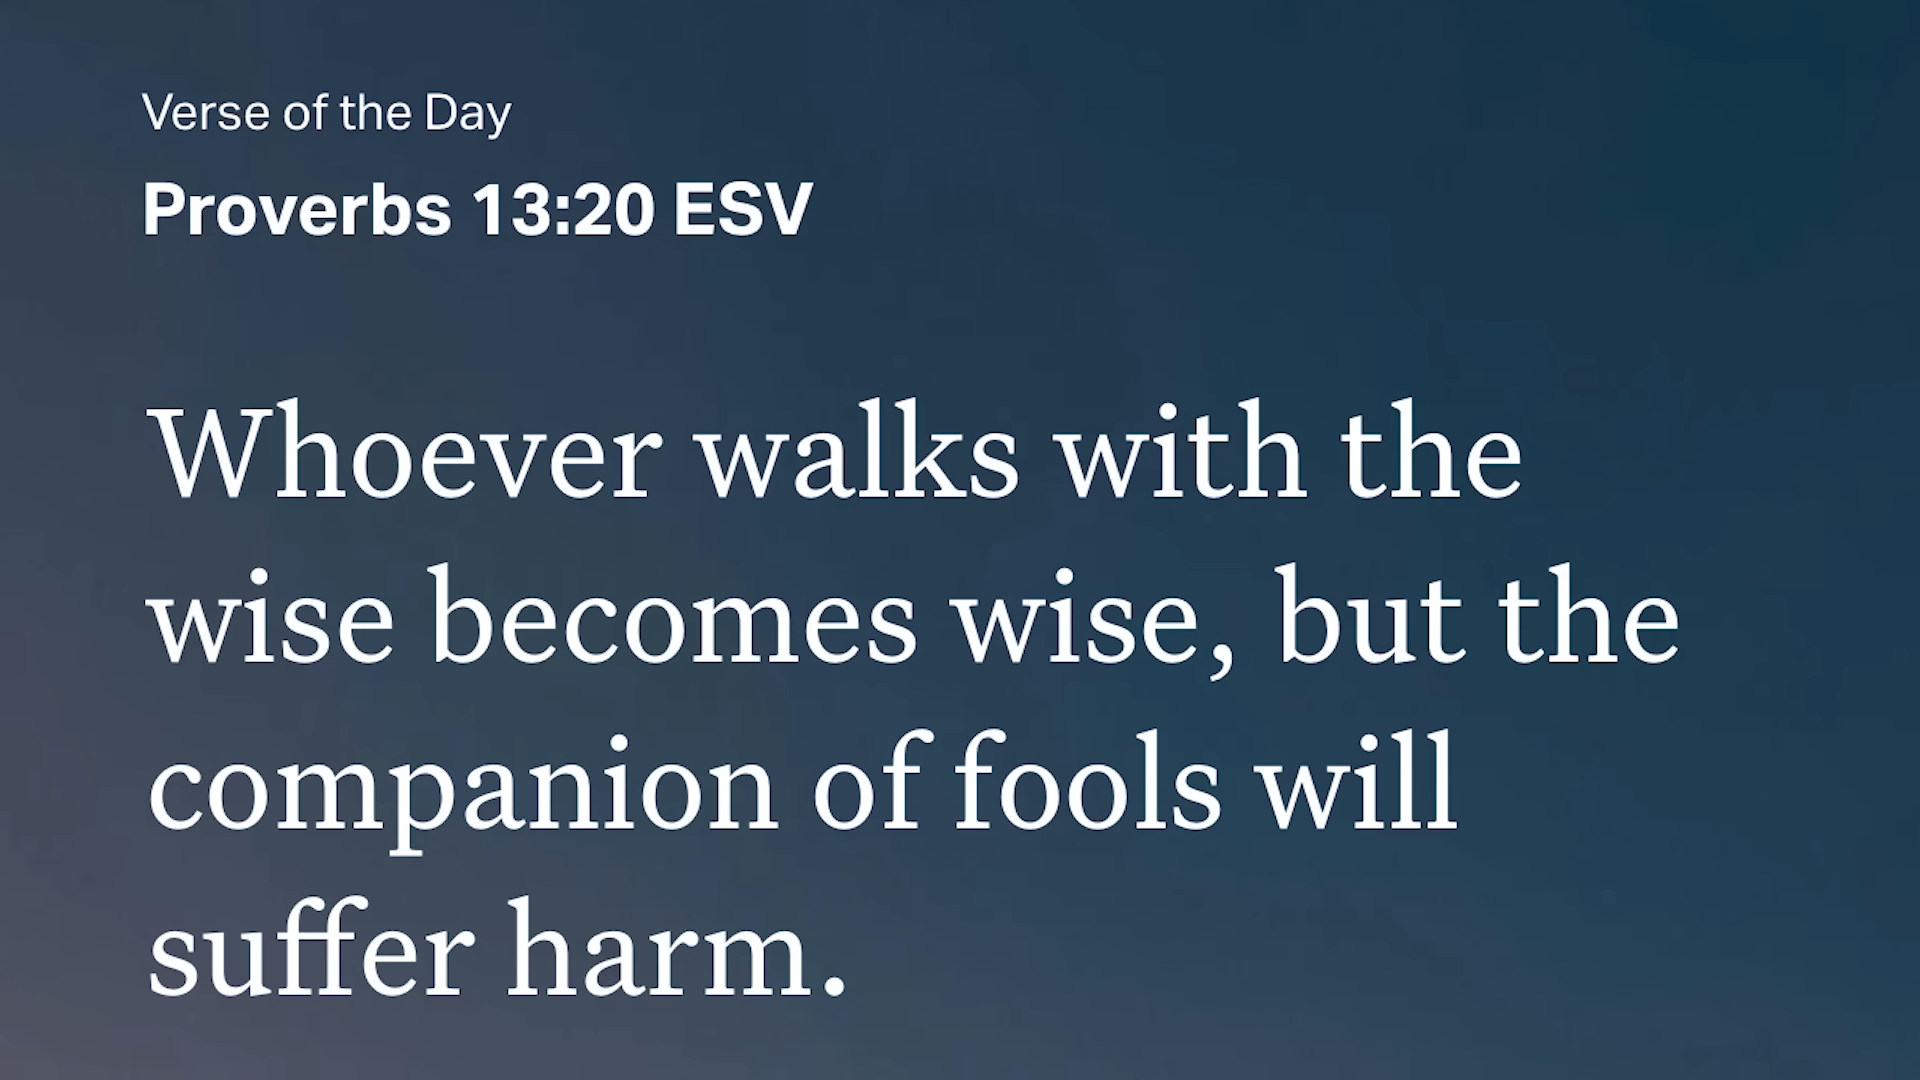 Verse of the Day
Proverbs 13:20 ESV
Whoever walks with the
wise becomes wise, but the
companion of fools will
suffer harm.